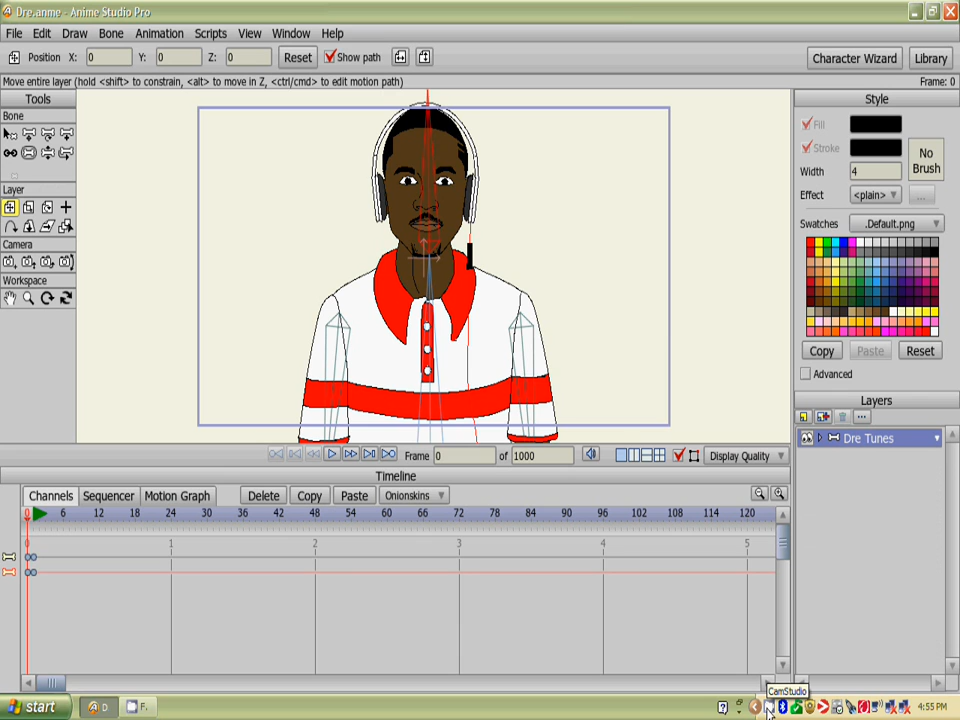 Dre.anme - Anime Studio Pro
File Edit Draw Bone Animation Scripts View Window Help
Position X: 0 Y: 0 Z: 0 Reset Show path Character Wizard Library
Move entire layer (hold <shift> to constrain, <alt> to move in Z, <ctrl/cmd> to edit motion path) Frame: 0
Tools
Bone
Layer
Camera
Workspace
Style
Fill
Stroke
No Brush
Width 4
Effect <plain> ...
Swatches .Default.png
Copy Paste Reset
Advanced
Layers
...
Dre Tunes
Frame 0 of 1000 Display Quality
Timeline
Channels Sequencer Motion Graph Delete Copy Paste Onionskins
0 6 12 18 24 30 36 42 48 54 60 66 72 78 84 90 96 102 108 114 120
0 1 2 3 4 5
CamStudio
start D F. 4:55 PM